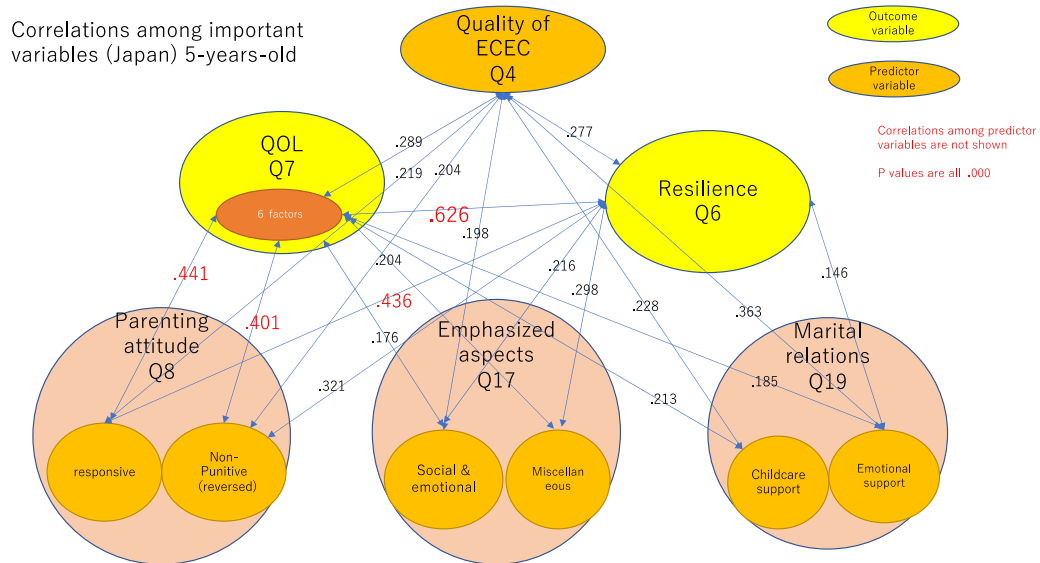 Correlations among important
variables (Japan) 5-years-old
Quality of
ECEC
Q4
Outcome
variable
Predictor
variable
Correlations among predictor
variables are not shown
P values are all .000
QOL
Q7
6 factors
Resilience
Q6
.289
.219
.204
.277
.626
.198
.204
.216
.298
.228
.363
.146
.441
.401
.436
.176
.321
.213
.185
Parenting
attitude
Q8
responsive
Non-
Punitive
(reversed)
Emphasized
aspects
Q17
Social &
emotional
Miscellan
eous
Marital
relations
Q19
Childcare
support
Emotional
support